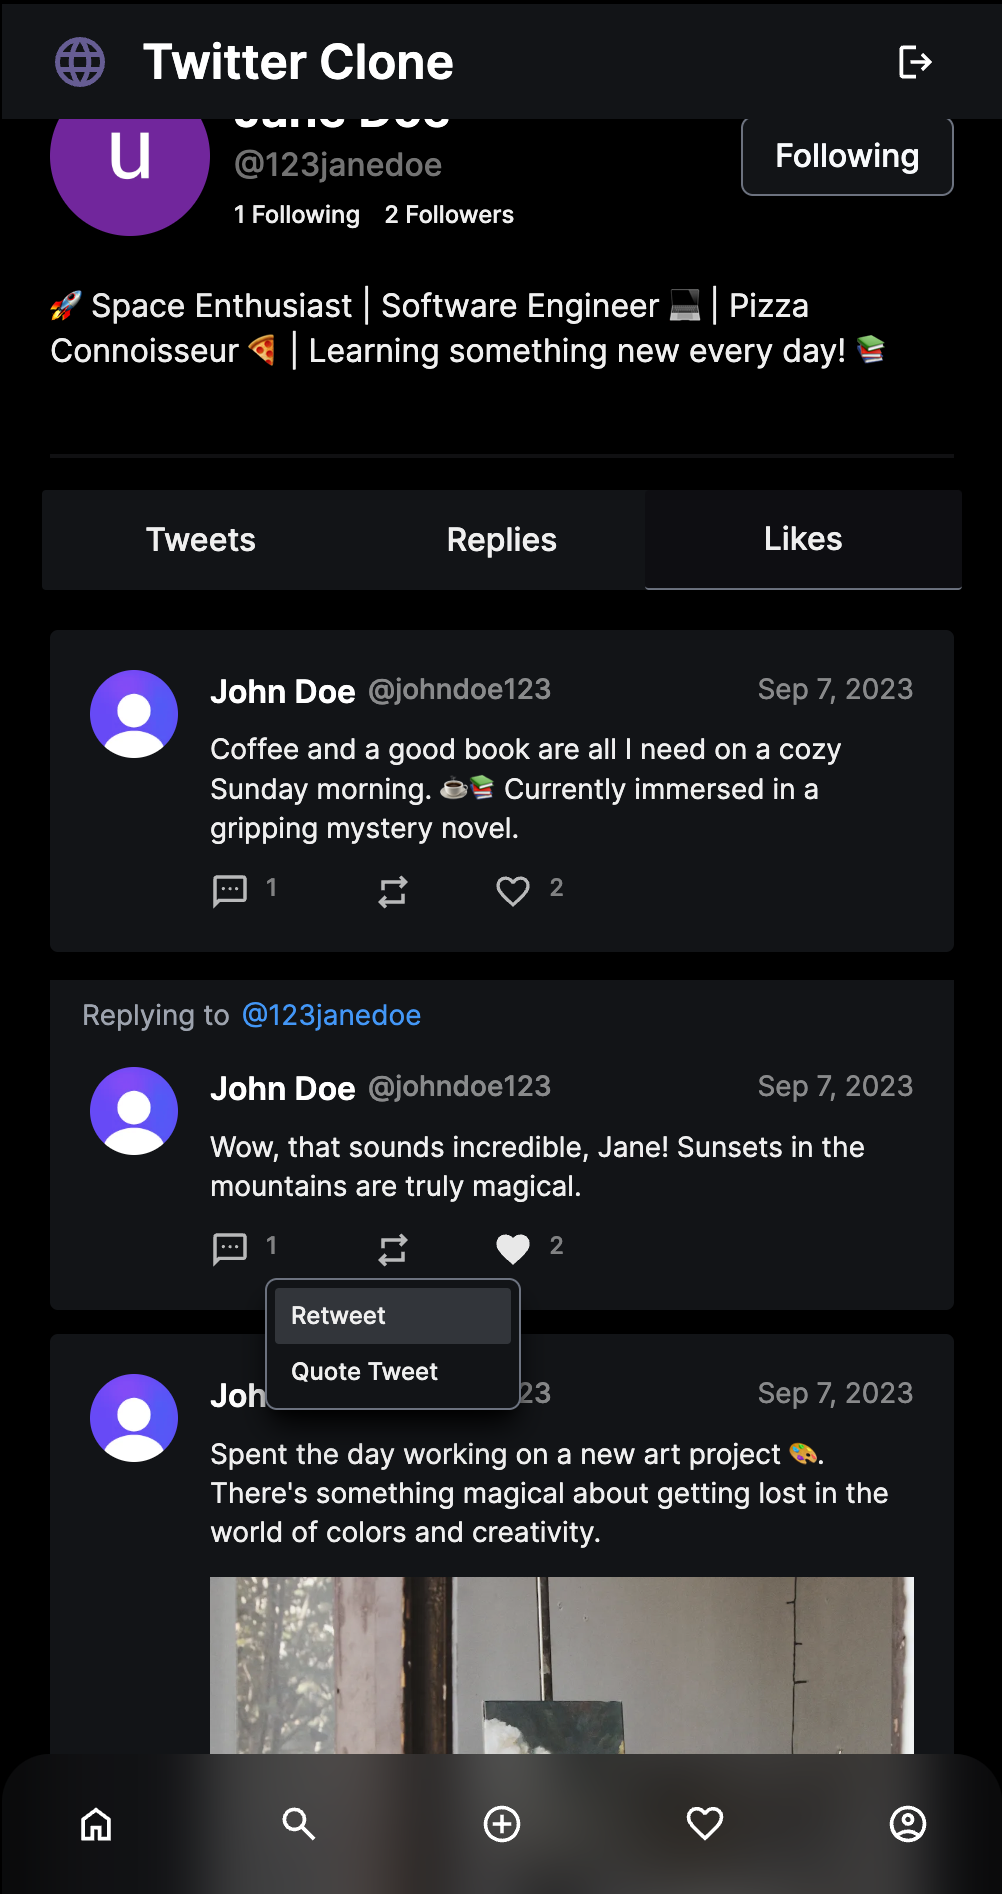 Twitter Clone
Jane Doe
u
@123janedoe
Following
1 Following 2 Followers
🚀 Space Enthusiast | Software Engineer 💻 | Pizza
Connoisseur 🍕 | Learning something new every day! 📚
Tweets Replies Likes
John Doe @johndoe123 Sep 7, 2023
Coffee and a good book are all I need on a cozy
Sunday morning. ☕📚 Currently immersed in a
gripping mystery novel.
1 2
Replying to @123janedoe
John Doe @johndoe123 Sep 7, 2023
Wow, that sounds incredible, Jane! Sunsets in the
mountains are truly magical.
1 2
Retweet
Quote Tweet
Joh 23 Sep 7, 2023
Spent the day working on a new art project 🎨.
There's something magical about getting lost in the
world of colors and creativity.